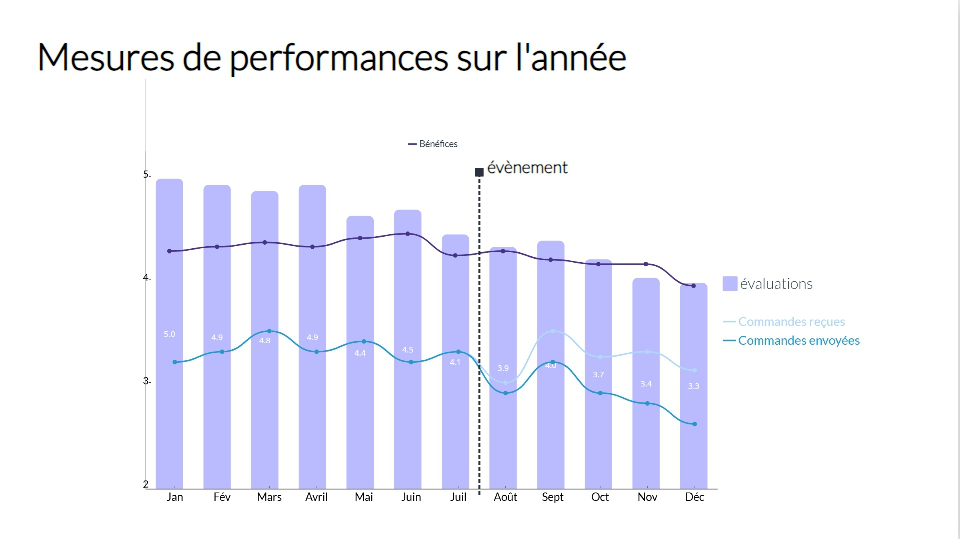 Mesures de performances sur l'année
Bénéfices
évènement
5.
4.
3.
2
5.0
4.9
4.8
4.9
4.4
4.5
4.1
3.9
4.0
3.7
3.4
3.3
évaluations
Commandes reçues
Commandes envoyées
Jan Fév Mars Avril Mai Juin Juil Août Sept Oct Nov Déc